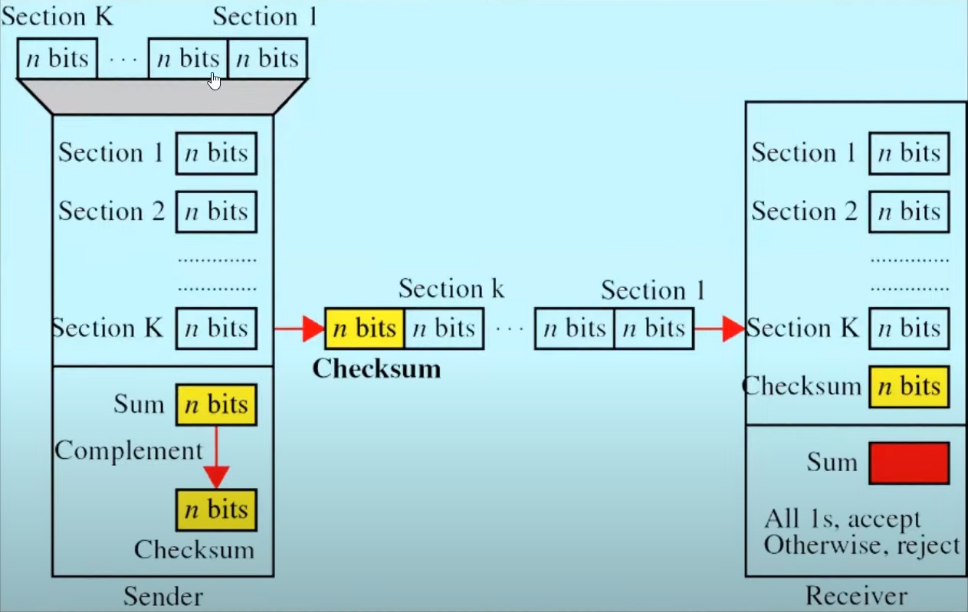 Section K Section 1
n bits ··· n bits n bits
Section 1 n bits
Section 2 n bits
Section K n bits
Sum n bits
Complement
n bits
Checksum
Sender
Section k Section 1
n bits n bits ··· n bits n bits
Checksum
Section 1 n bits
Section 2 n bits
Section K n bits
Checksum n bits
Sum
All 1s, accept
Otherwise, reject
Receiver